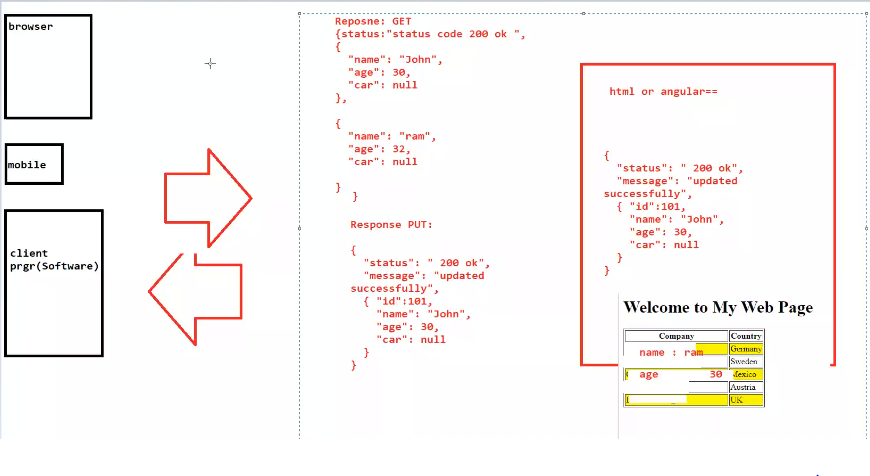 browser
mobile
client
prgr(Software)
Reposne: GET
{status:"status code 200 ok ",
{
"name": "John",
"age": 30,
"car": null
},
{
"name": "ram",
"age": 32,
"car": null
}
}
Response PUT:
{
"status": " 200 ok",
"message": "updated
successfully",
{ "id":101,
"name": "John",
"age": 30,
"car": null
}
}
html or angular==
{
"status": " 200 ok",
"message": "updated
successfully",
{ "id":101,
"name": "John",
"age": 30,
"car": null
}
}
Welcome to My Web Page
Company Country
name : ram Germany
Sweden
age 30 Mexico
Austria
UK